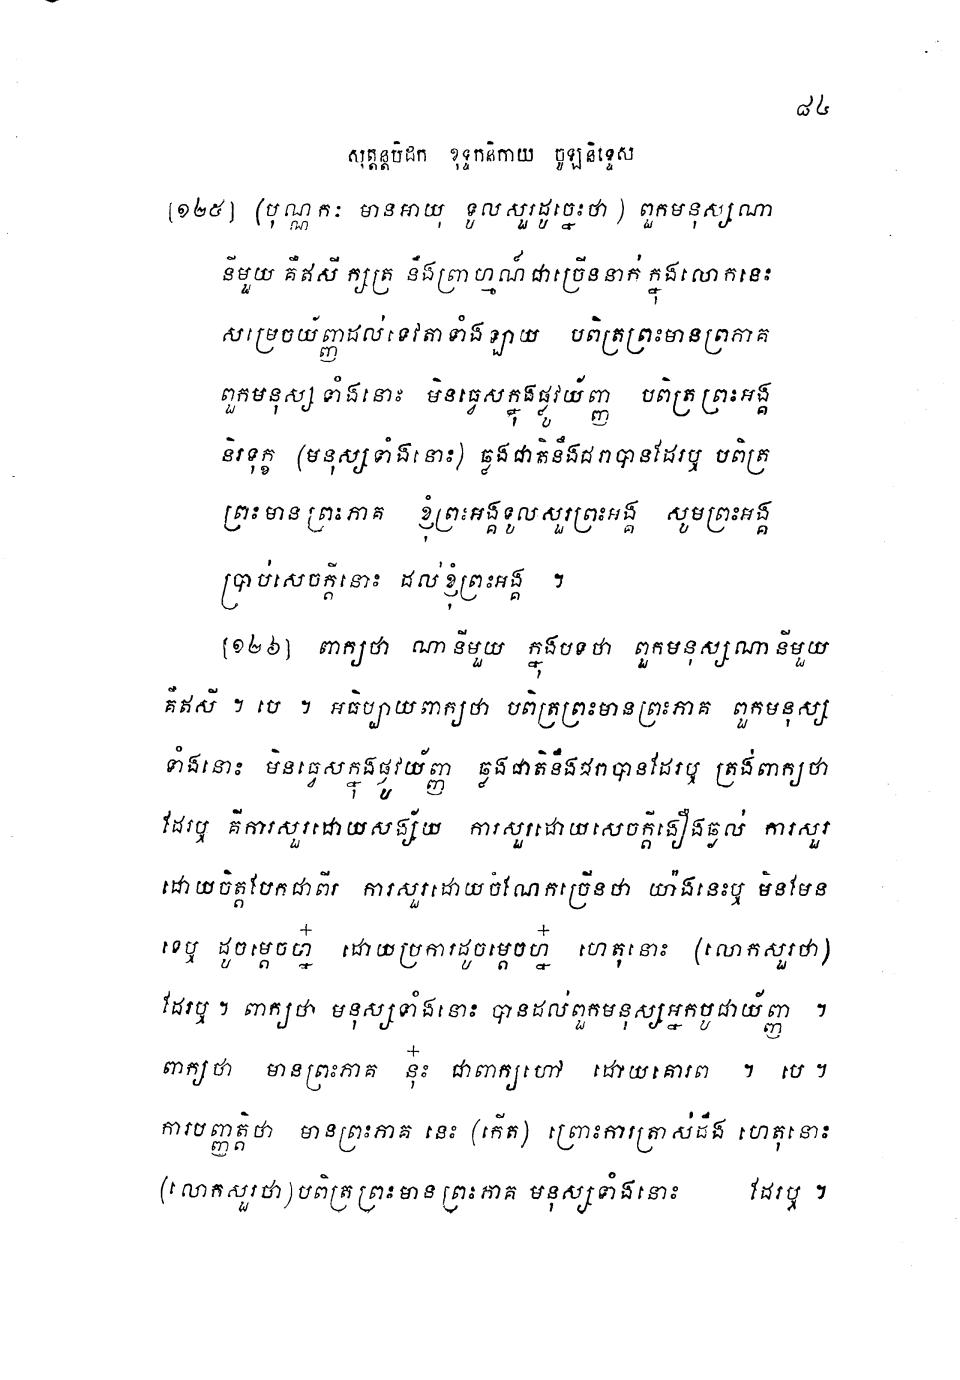 ៨៤
សុត្តន្តបិដក ខុទ្ទកនិកាយ ចូឡនិទ្ទេស
[១២៥] (បុណ្ណកៈ មានអាយុ ទូលសួរដូច្នេះថា) ពួកមនុស្សណា
នីមួយ គឺឥសី ក្សត្រ នឹងព្រាហ្មណ៍ជាច្រើននាក់ ក្នុងលោកនេះ
សម្រេចយ័ញ្ញដល់ទេវតាទាំងឡាយ បពិត្រព្រះមានព្រភាគ
ពួកមនុស្ស ទាំងនោះ មិនធ្វេសក្នុងផ្លូវយ័ញ្ញ បពិត្រ ព្រះអង្គ
និរទុក្ខ (មនុស្សទាំងនោះ) ឆ្លងជាតិនឹងជរាបានដែរឬ បពិត្រ
ព្រះមានព្រះភាគ ខ្ញុំព្រះអង្គទូលសួរព្រះអង្គ សូមព្រះអង្គ
ប្រាប់សេចក្តីនោះ ដល់ខ្ញុំព្រះអង្គ ។
[១២៦] ពាក្យថា ណានីមួយ ក្នុងបទថា ពួកមនុស្សណានីមួយ
គឺឥសី ។ បេ ។ អធិប្បាយពាក្យថា បពិត្រព្រះមានព្រះភាគ ពួកមនុស្ស
ទាំងនោះ មិនធ្វេសក្នុងផ្លូវយ័ញ្ញ ឆ្លងជាតិនឹងជរាបានដែរឬ ត្រង់ពាក្យថា
ដែរឬ គឺការសួរដោយសង្ស័យ ការសួរដោយសេចក្តីងឿងឆ្ងល់ ការសួរ
ដោយចិត្តបែកជាពីរ ការសួរដោយចំណែកច្រើនថា យ៉ាងនេះឬ មិនមែន
ទេឬ ដូចម្តេចហ្ន៎ ដោយប្រការដូចម្តេចហ្ន៎ ហេតុនោះ (លោកសួរថា)
ដែរឬ ។ ពាក្យថា មនុស្សទាំងនោះ បានដល់ពួកមនុស្សអ្នកបូជាយ័ញ្ញ ។
ពាក្យថា មានព្រះភាគ នុ៎ះ ជាពាក្យហៅ ដោយគោរព ។ បេ ។
ការបញ្ញត្តិថា មានព្រះភាគ នេះ (កើត) ព្រោះការត្រាស់ដឹង ហេតុនោះ
(លោកសួរថា) បពិត្រព្រះមានព្រះភាគ មនុស្សទាំងនោះ ដែរឬ ។